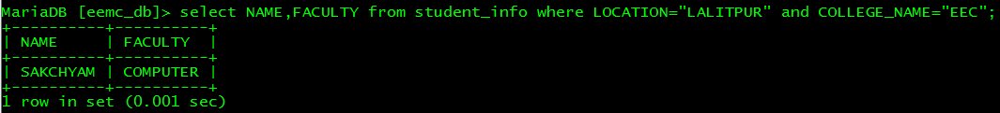 MariaDB [eemc_db]> select NAME,FACULTY from student_info where LOCATION="LALITPUR" and COLLEGE_NAME="EEC";
+----------+----------+
| NAME     | FACULTY  |
+----------+----------+
| SAKCHYAM | COMPUTER |
+----------+----------+
1 row in set (0.001 sec)